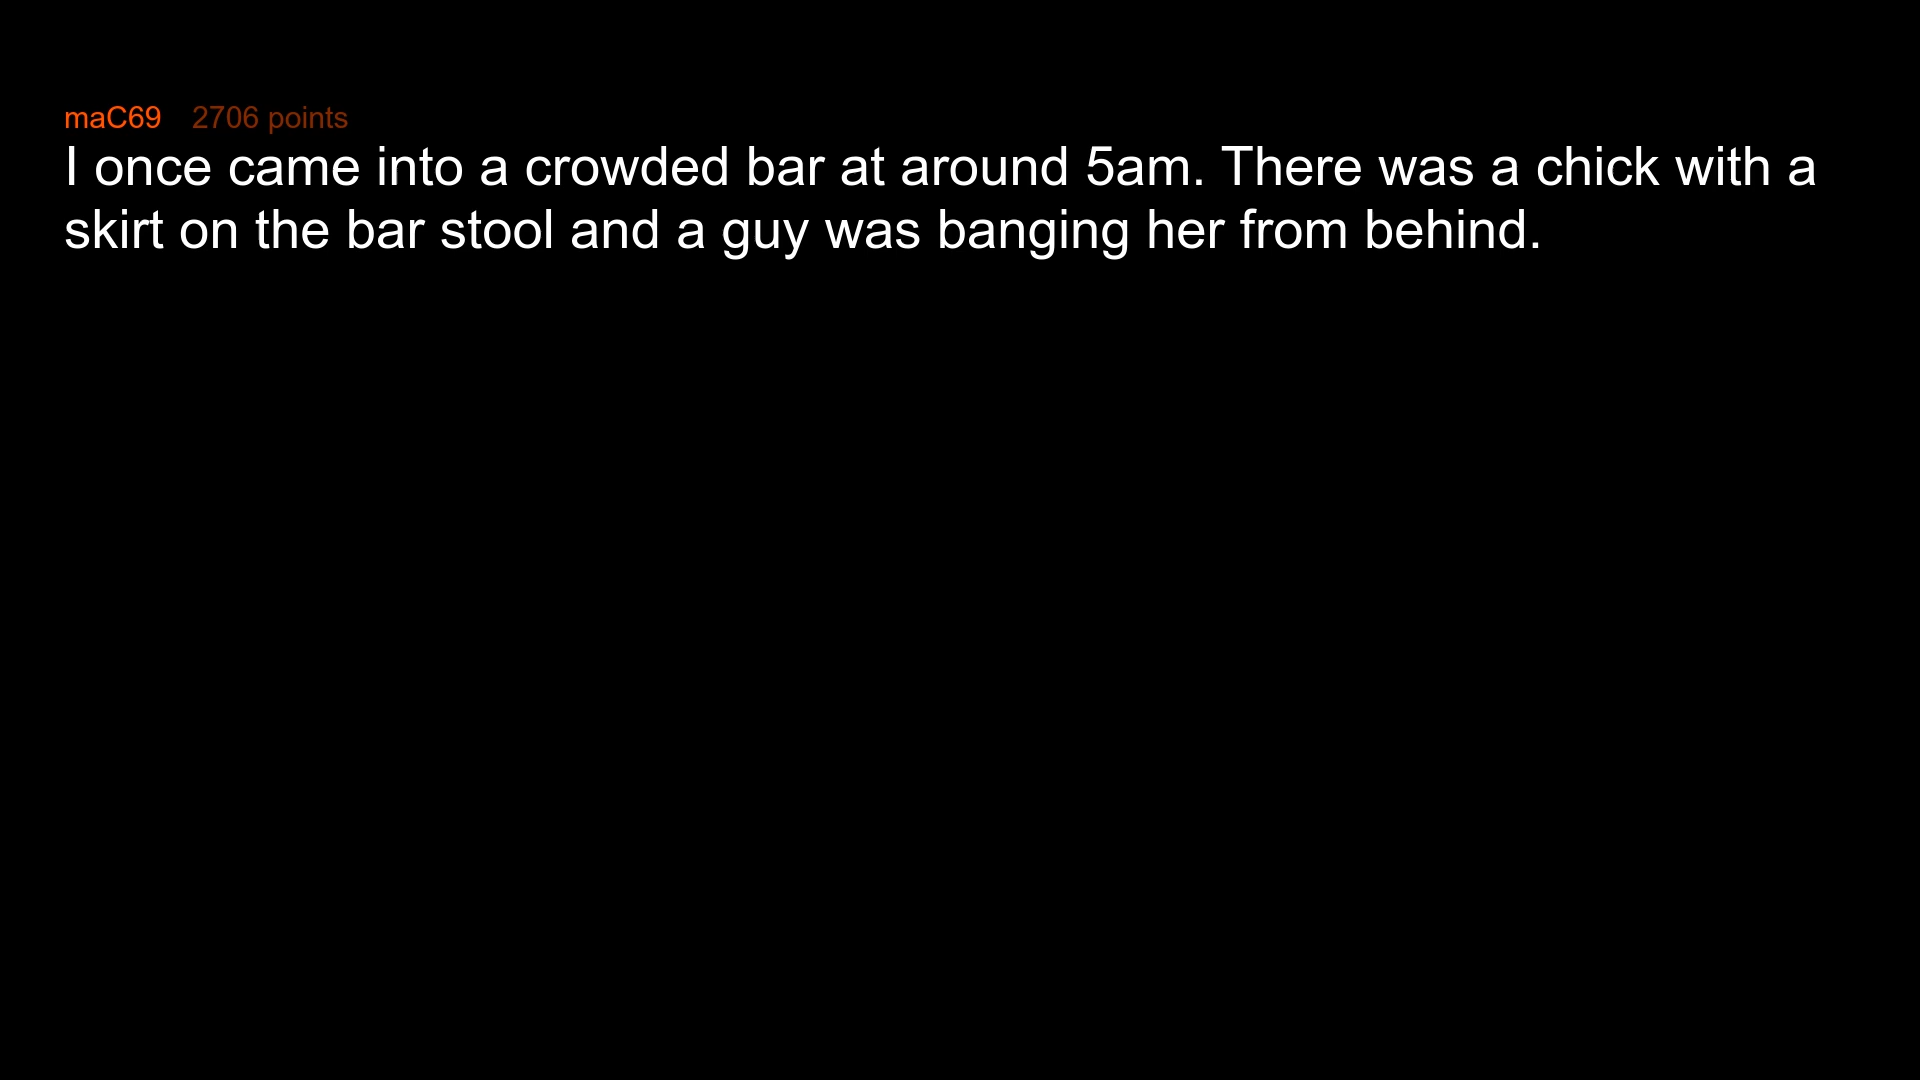 maC69 2706 points
I once came into a crowded bar at around 5am. There was a chick with a
skirt on the bar stool and a guy was banging her from behind.